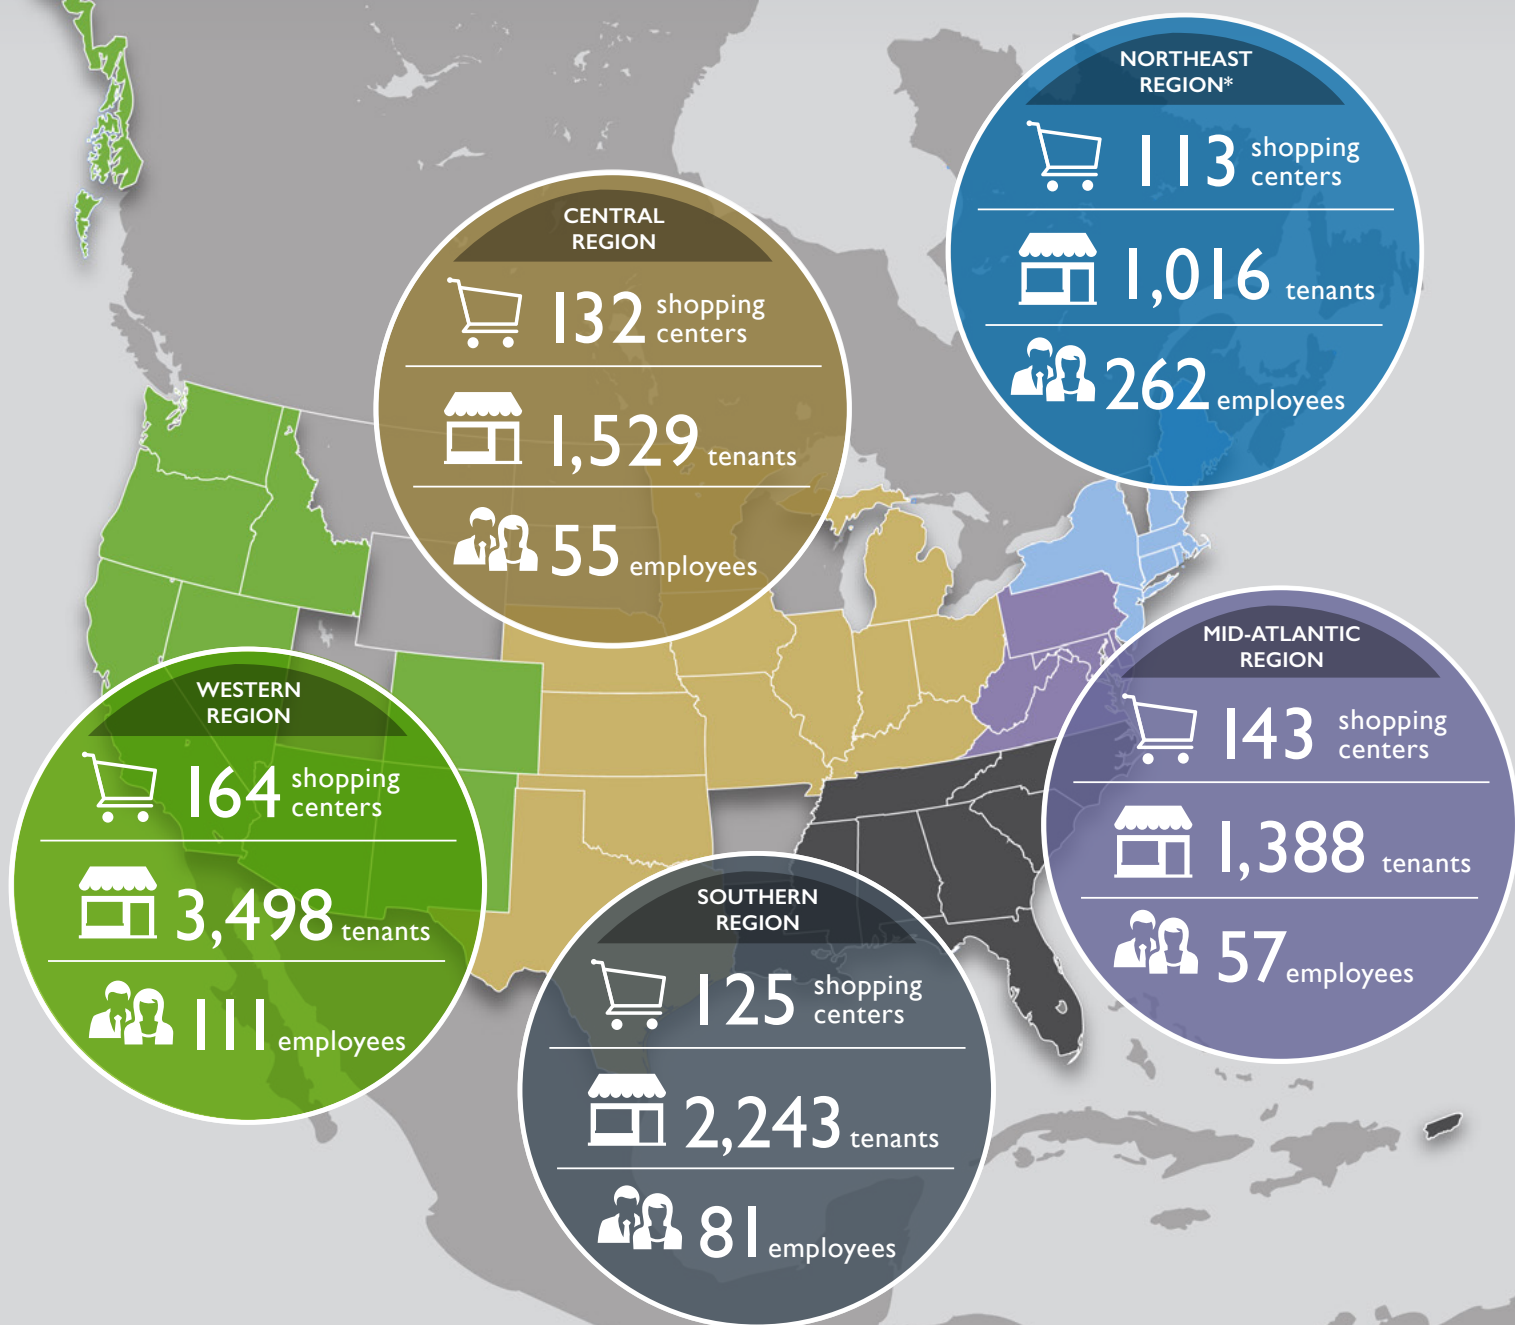 NORTHEAST
REGION*
113 shopping
centers
1,016 tenants
262 employees
CENTRAL
REGION
132 shopping
centers
1,529 tenants
55 employees
MID-ATLANTIC
REGION
143 shopping
centers
1,388 tenants
57 employees
WESTERN
REGION
164 shopping
centers
3,498 tenants
111 employees
SOUTHERN
REGION
125 shopping
centers
2,243 tenants
81 employees